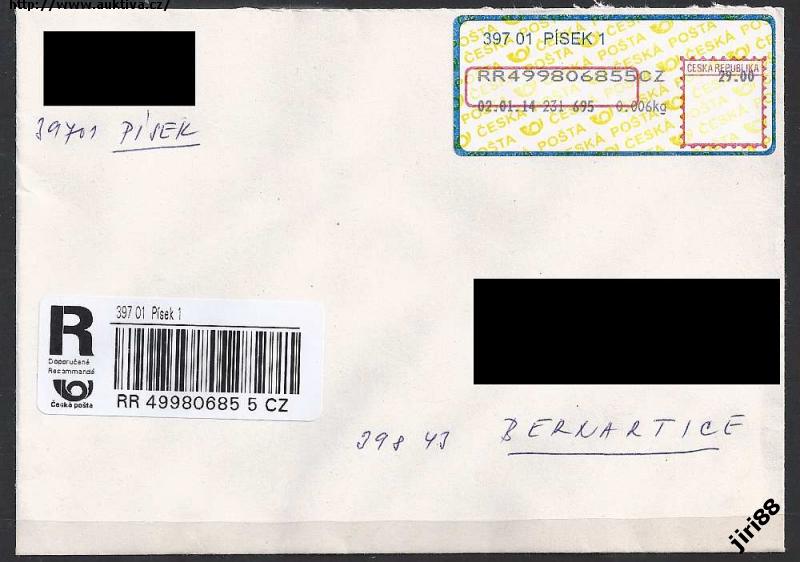 http://www.auktiva.cz/
397 01 PÍSEK 1
ČESKÁ REPUBLIKA
RR499806855CZ
29.00
02.01.14 231 695 0.006kg
ČESKÁ POŠTA
39701 PÍSEK
R
397 01 Písek 1
Doporučeně
Recommandé
Česká pošta
RR 49980685 5 CZ
398 43 BERNARTICE
jiri88